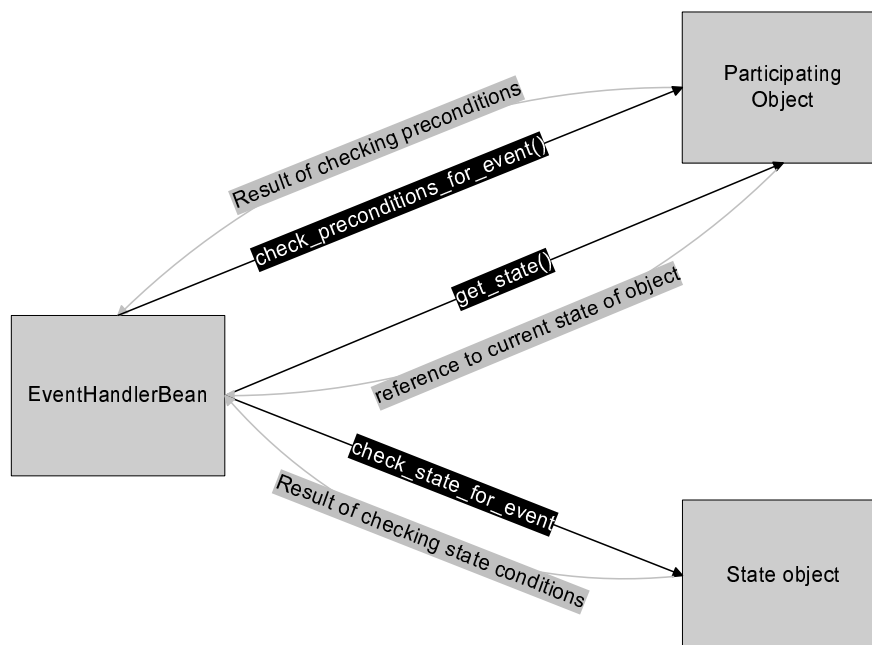 Participating
Object
Result of checking preconditions
check_preconditions_for_event()
get_state()
reference to current state of object
EventHandlerBean
check_state_for_event
Result of checking state conditions
State object